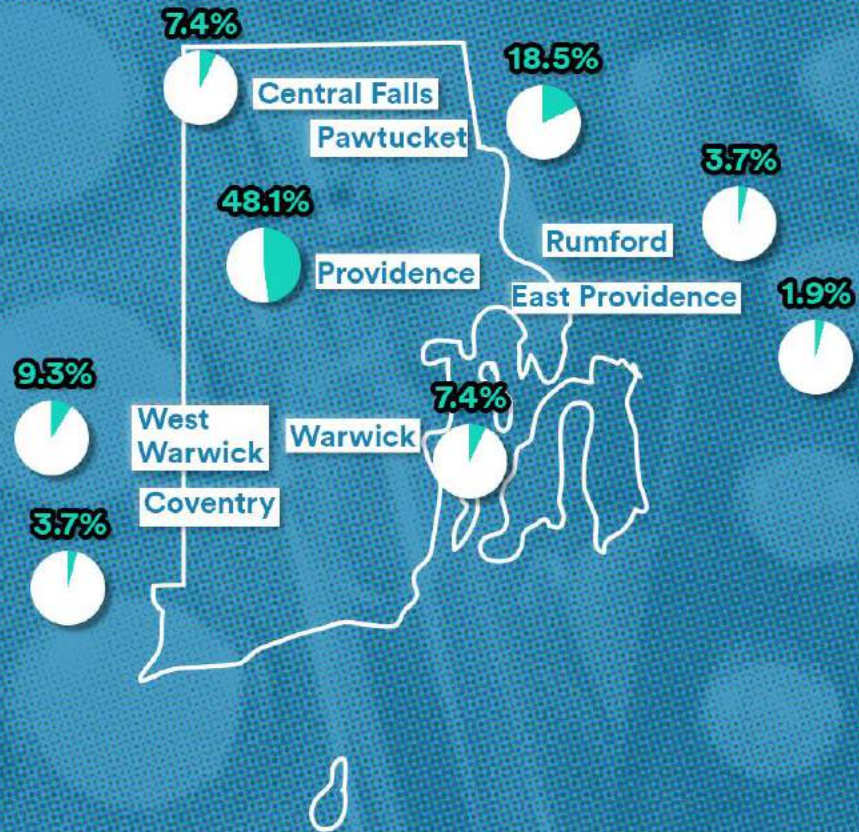 7.4%
Central Falls
18.5%
Pawtucket
3.7%
Rumford
48.1%
Providence
East Providence
1.9%
9.3%
West
Warwick
Warwick
7.4%
Coventry
3.7%